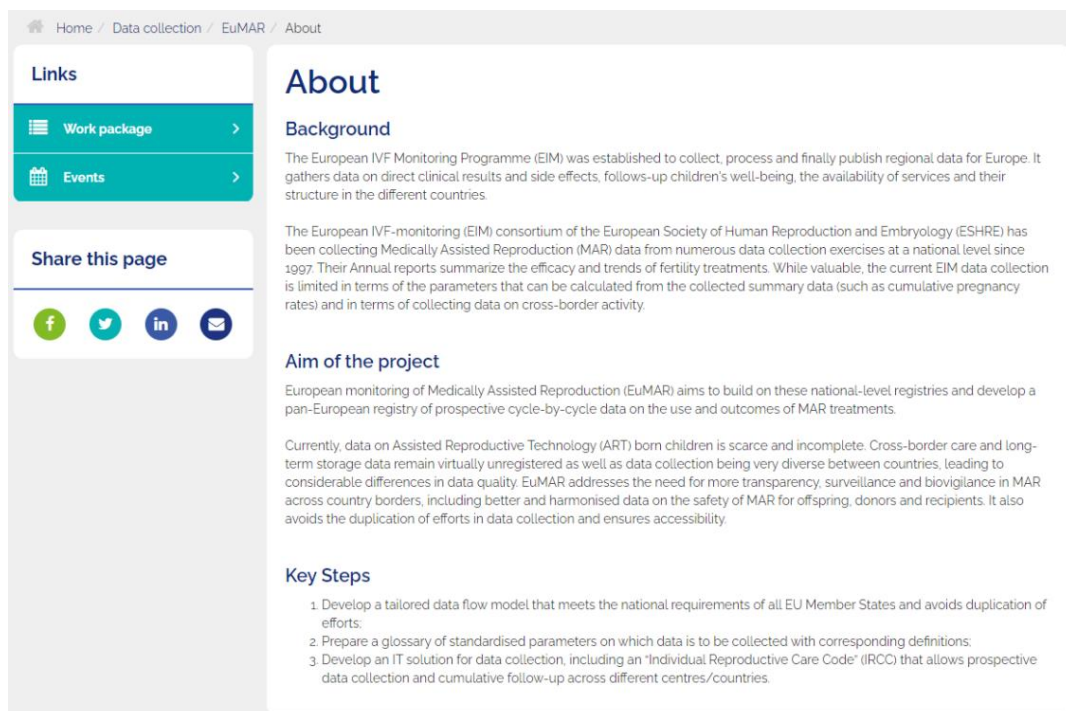 Home / Data collection / EuMAR / About
Links
Work package
Events
Share this page
About
Background
The European IVF Monitoring Programme (EIM) was established to collect, process and finally publish regional data for Europe. It
gathers data on direct clinical results and side effects, follows-up children's well-being, the availability of services and their
structure in the different countries.
The European IVF-monitoring (EIM) consortium of the European Society of Human Reproduction and Embryology (ESHRE) has
been collecting Medically Assisted Reproduction (MAR) data from numerous data collection exercises at a national level since
1997. Their Annual reports summarize the efficacy and trends of fertility treatments. While valuable, the current EIM data collection
is limited in terms of the parameters that can be calculated from the collected summary data (such as cumulative pregnancy
rates) and in terms of collecting data on cross-border activity.
Aim of the project
European monitoring of Medically Assisted Reproduction (EuMAR) aims to build on these national-level registries and develop a
pan-European registry of prospective cycle-by-cycle data on the use and outcomes of MAR treatments.
Currently, data on Assisted Reproductive Technology (ART) born children is scarce and incomplete. Cross-border care and long-
term storage data remain virtually unregistered as well as data collection being very diverse between countries, leading to
considerable differences in data quality. EuMAR addresses the need for more transparency, surveillance and biovigilance in MAR
across country borders, including better and harmonised data on the safety of MAR for offspring, donors and recipients. It also
avoids the duplication of efforts in data collection and ensures accessibility.
Key Steps
1. Develop a tailored data flow model that meets the national requirements of all EU Member States and avoids duplication of
efforts;
2. Prepare a glossary of standardised parameters on which data is to be collected with corresponding definitions;
3. Develop an IT solution for data collection, including an "Individual Reproductive Care Code" (IRCC) that allows prospective
data collection and cumulative follow-up across different centres/countries.